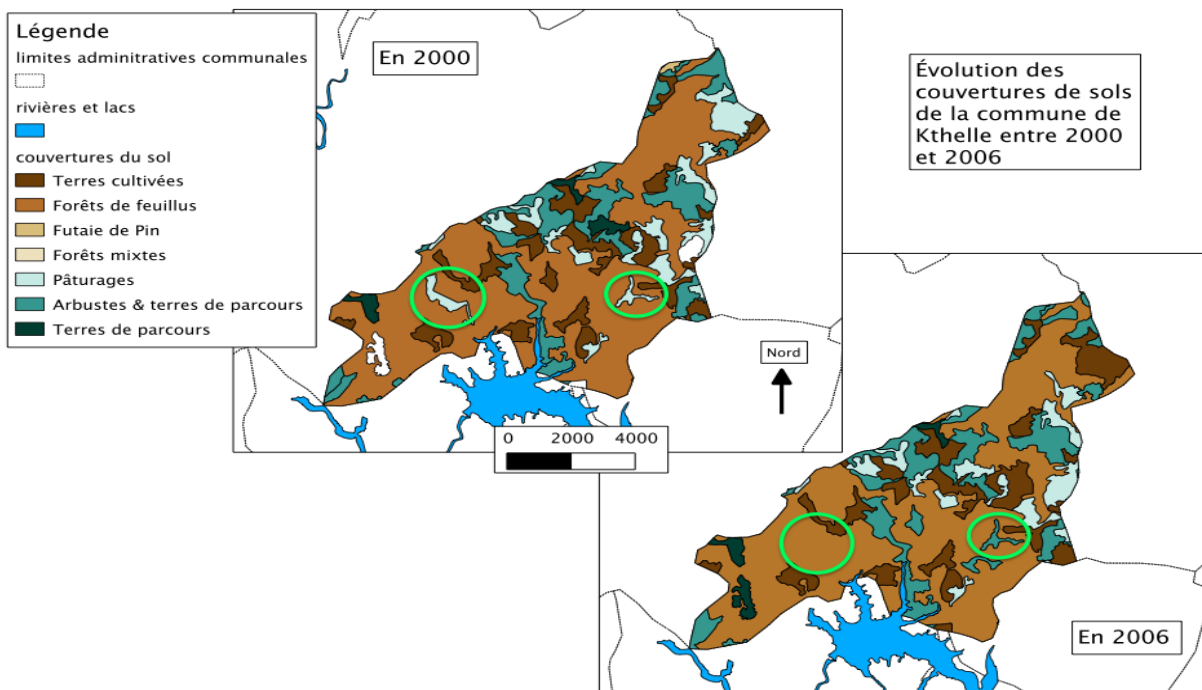 Légende
limites adminitratives communales
rivières et lacs
couvertures du sol
Terres cultivées
Forêts de feuillus
Futaie de Pin
Forêts mixtes
Pâturages
Arbustes & terres de parcours
Terres de parcours
En 2000
Évolution des
couvertures de sols
de la commune de
Kthelle entre 2000
et 2006
Nord
0 2000 4000
En 2006